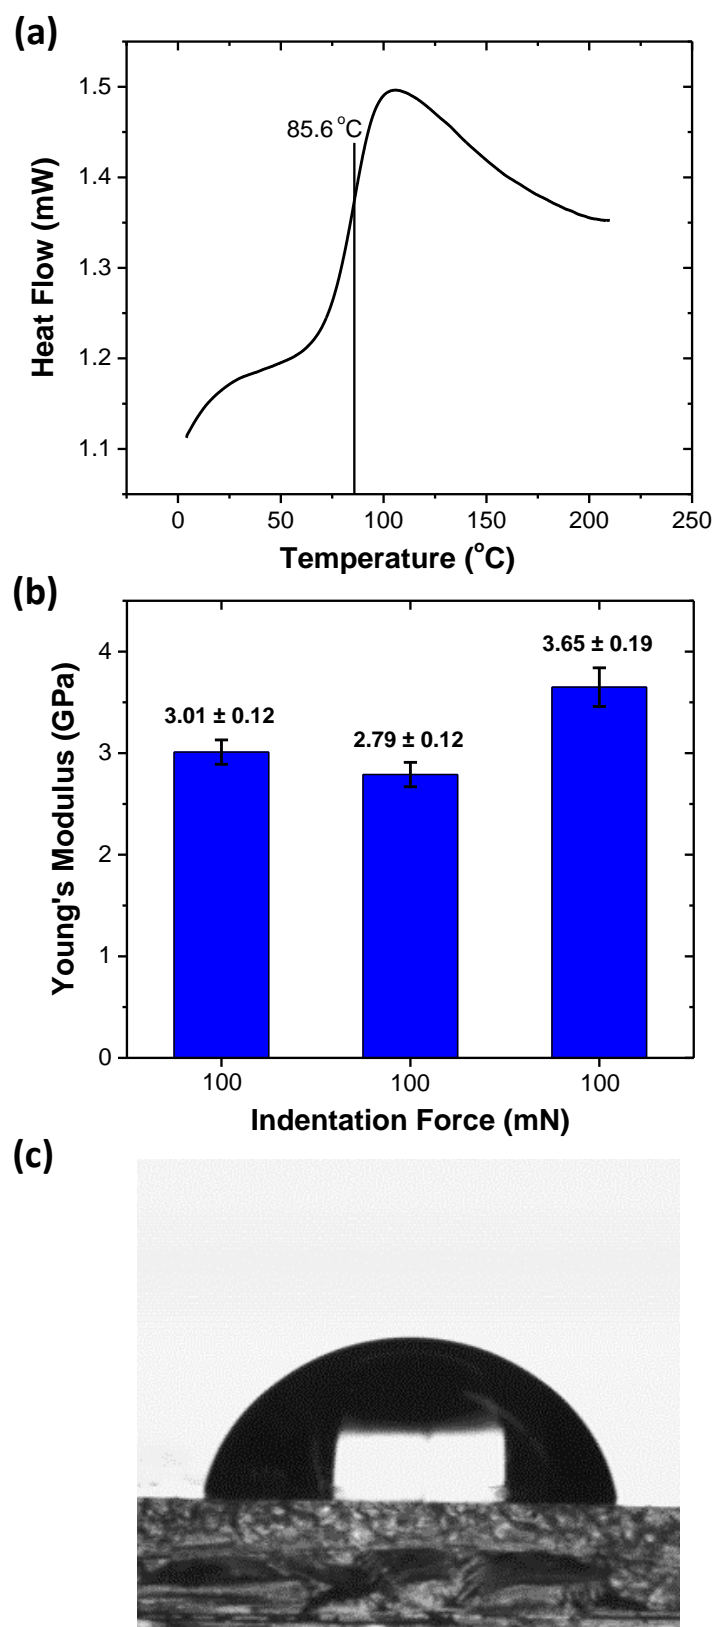 (a)
85.6 °C
1.5
1.4
1.3
1.2
1.1
Heat Flow (mW)
0 50 100 150 200 250
Temperature (°C)
(b)
3.65 ± 0.19
3.01 ± 0.12
2.79 ± 0.12
4
3
2
1
0
Young's Modulus (GPa)
100 100 100
Indentation Force (mN)
(c)